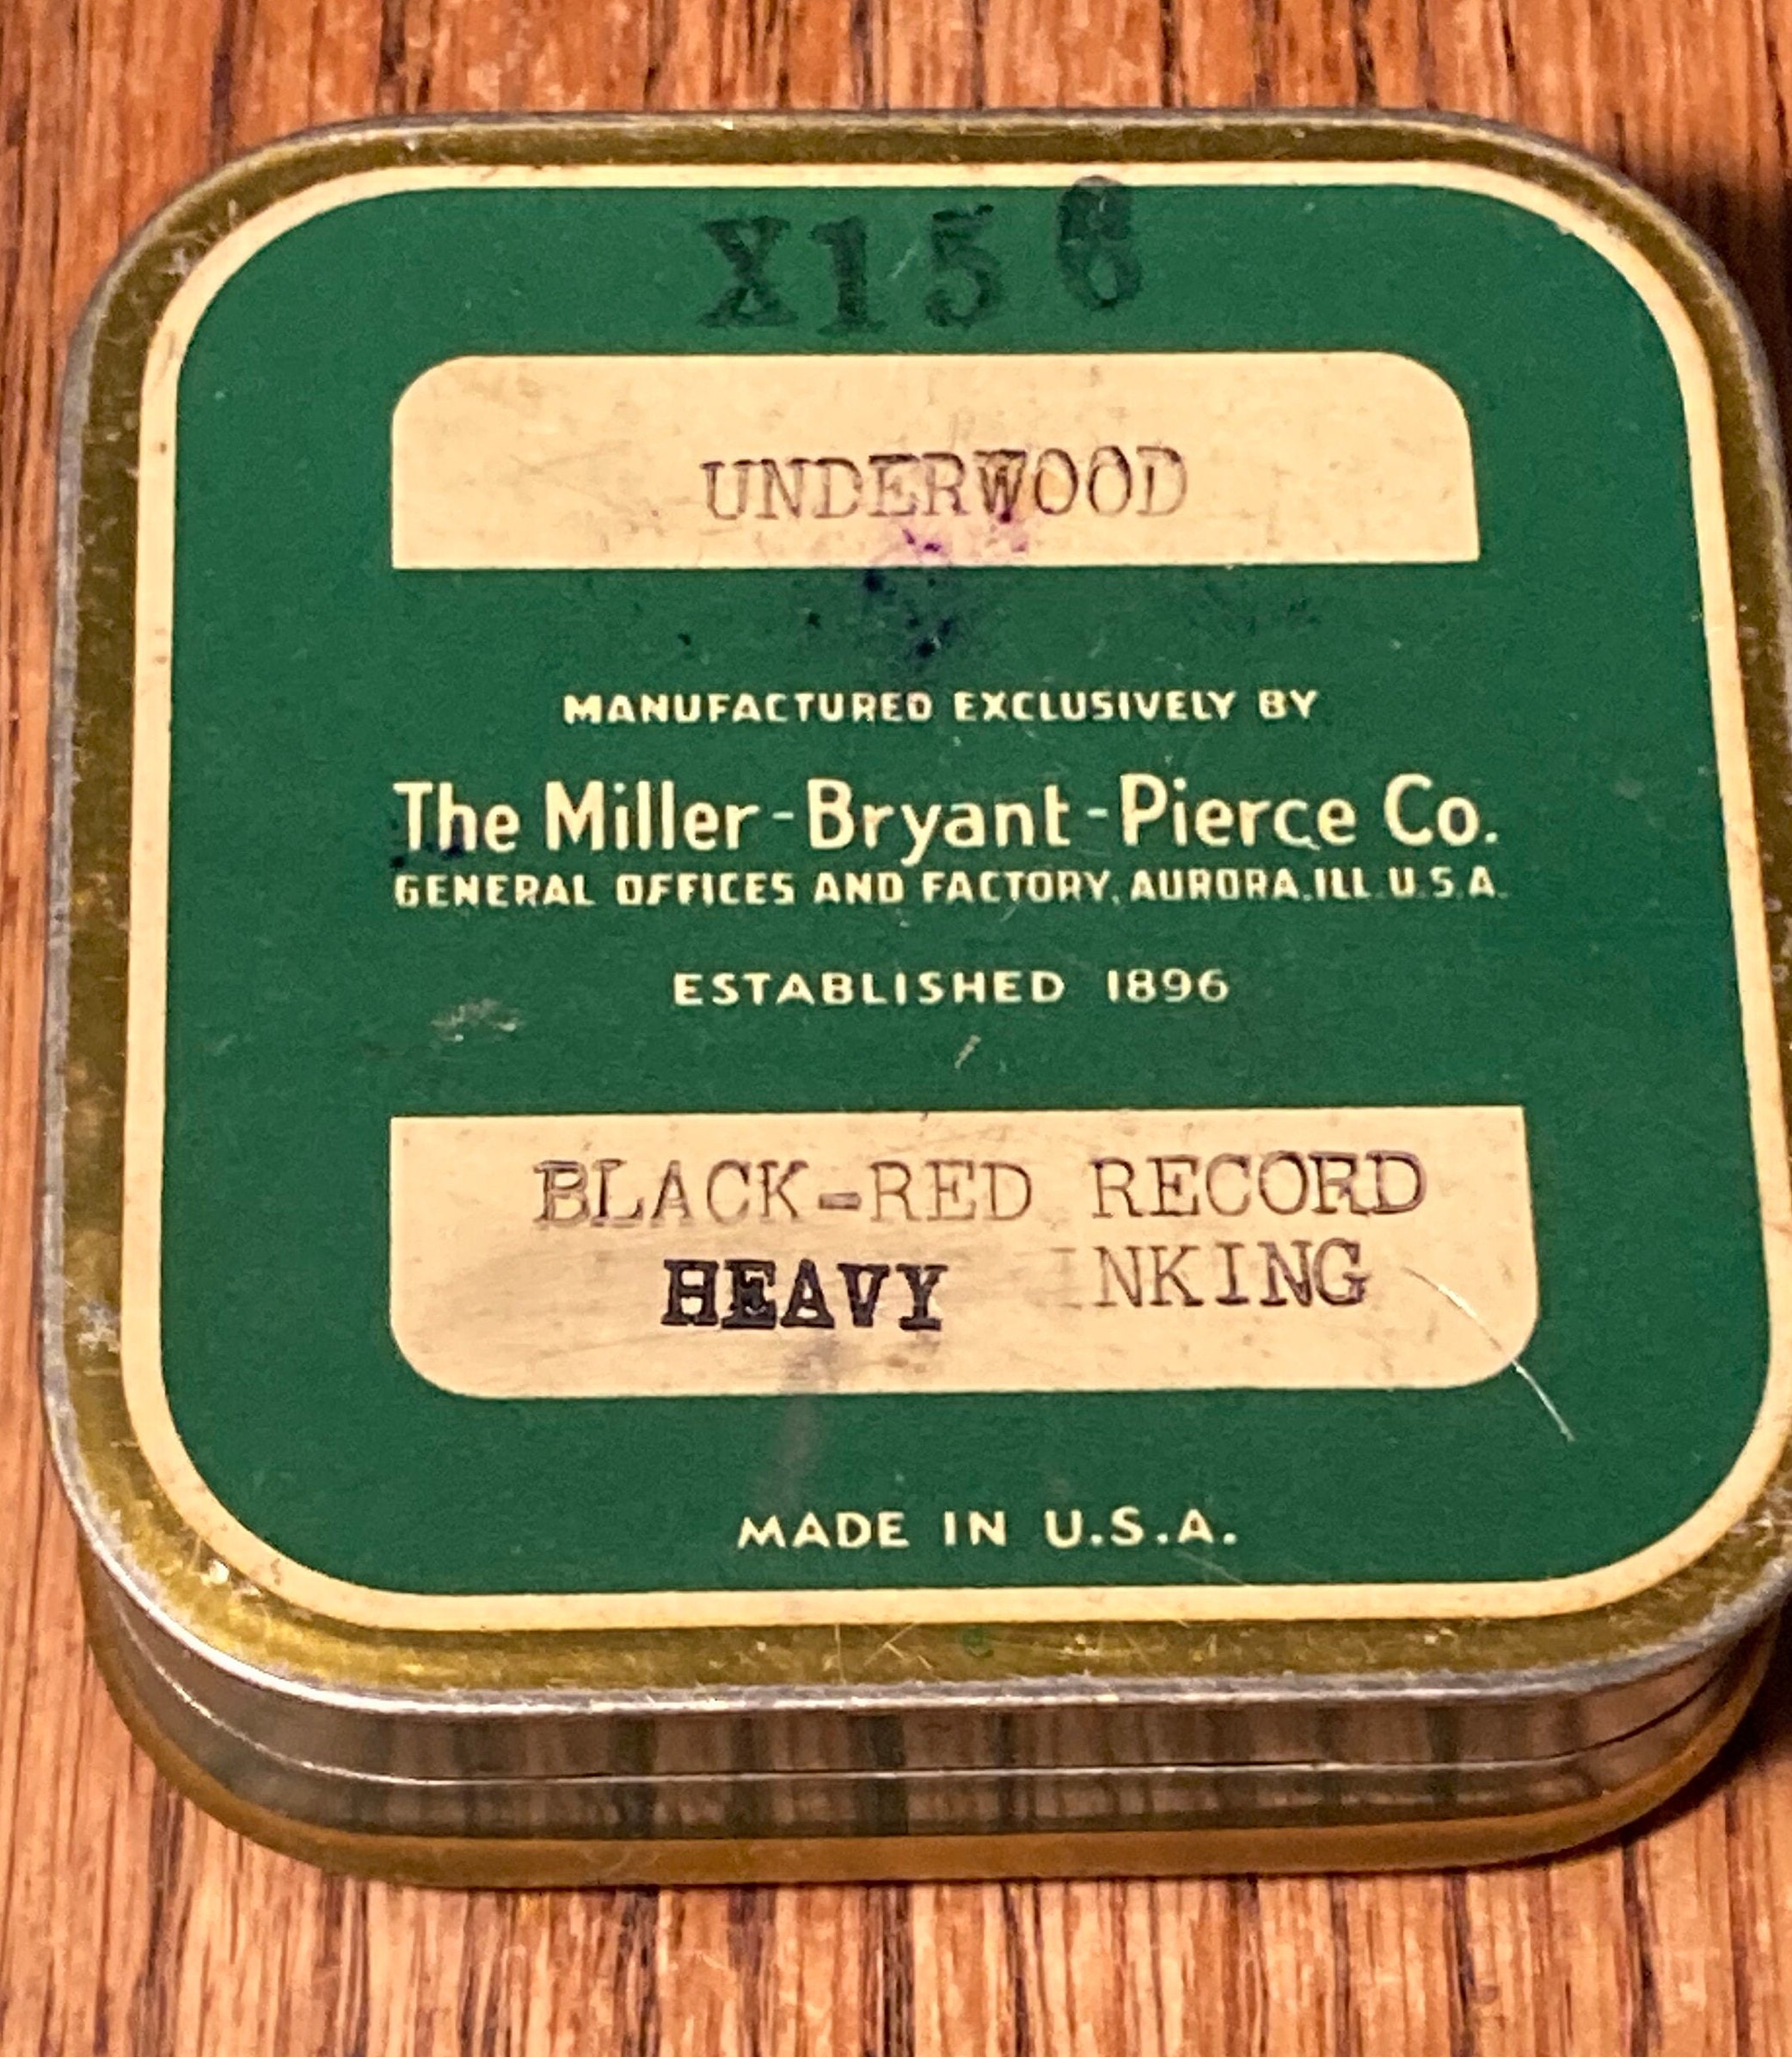 X156
UNDERWOOD
MANUFACTURED EXCLUSIVELY BY
The Miller-Bryant-Pierce Co.
GENERAL OFFICES AND FACTORY, AURORA, ILL. U.S.A.
ESTABLISHED 1896
BLACK-RED RECORD
HEAVY INKING
MADE IN U.S.A.